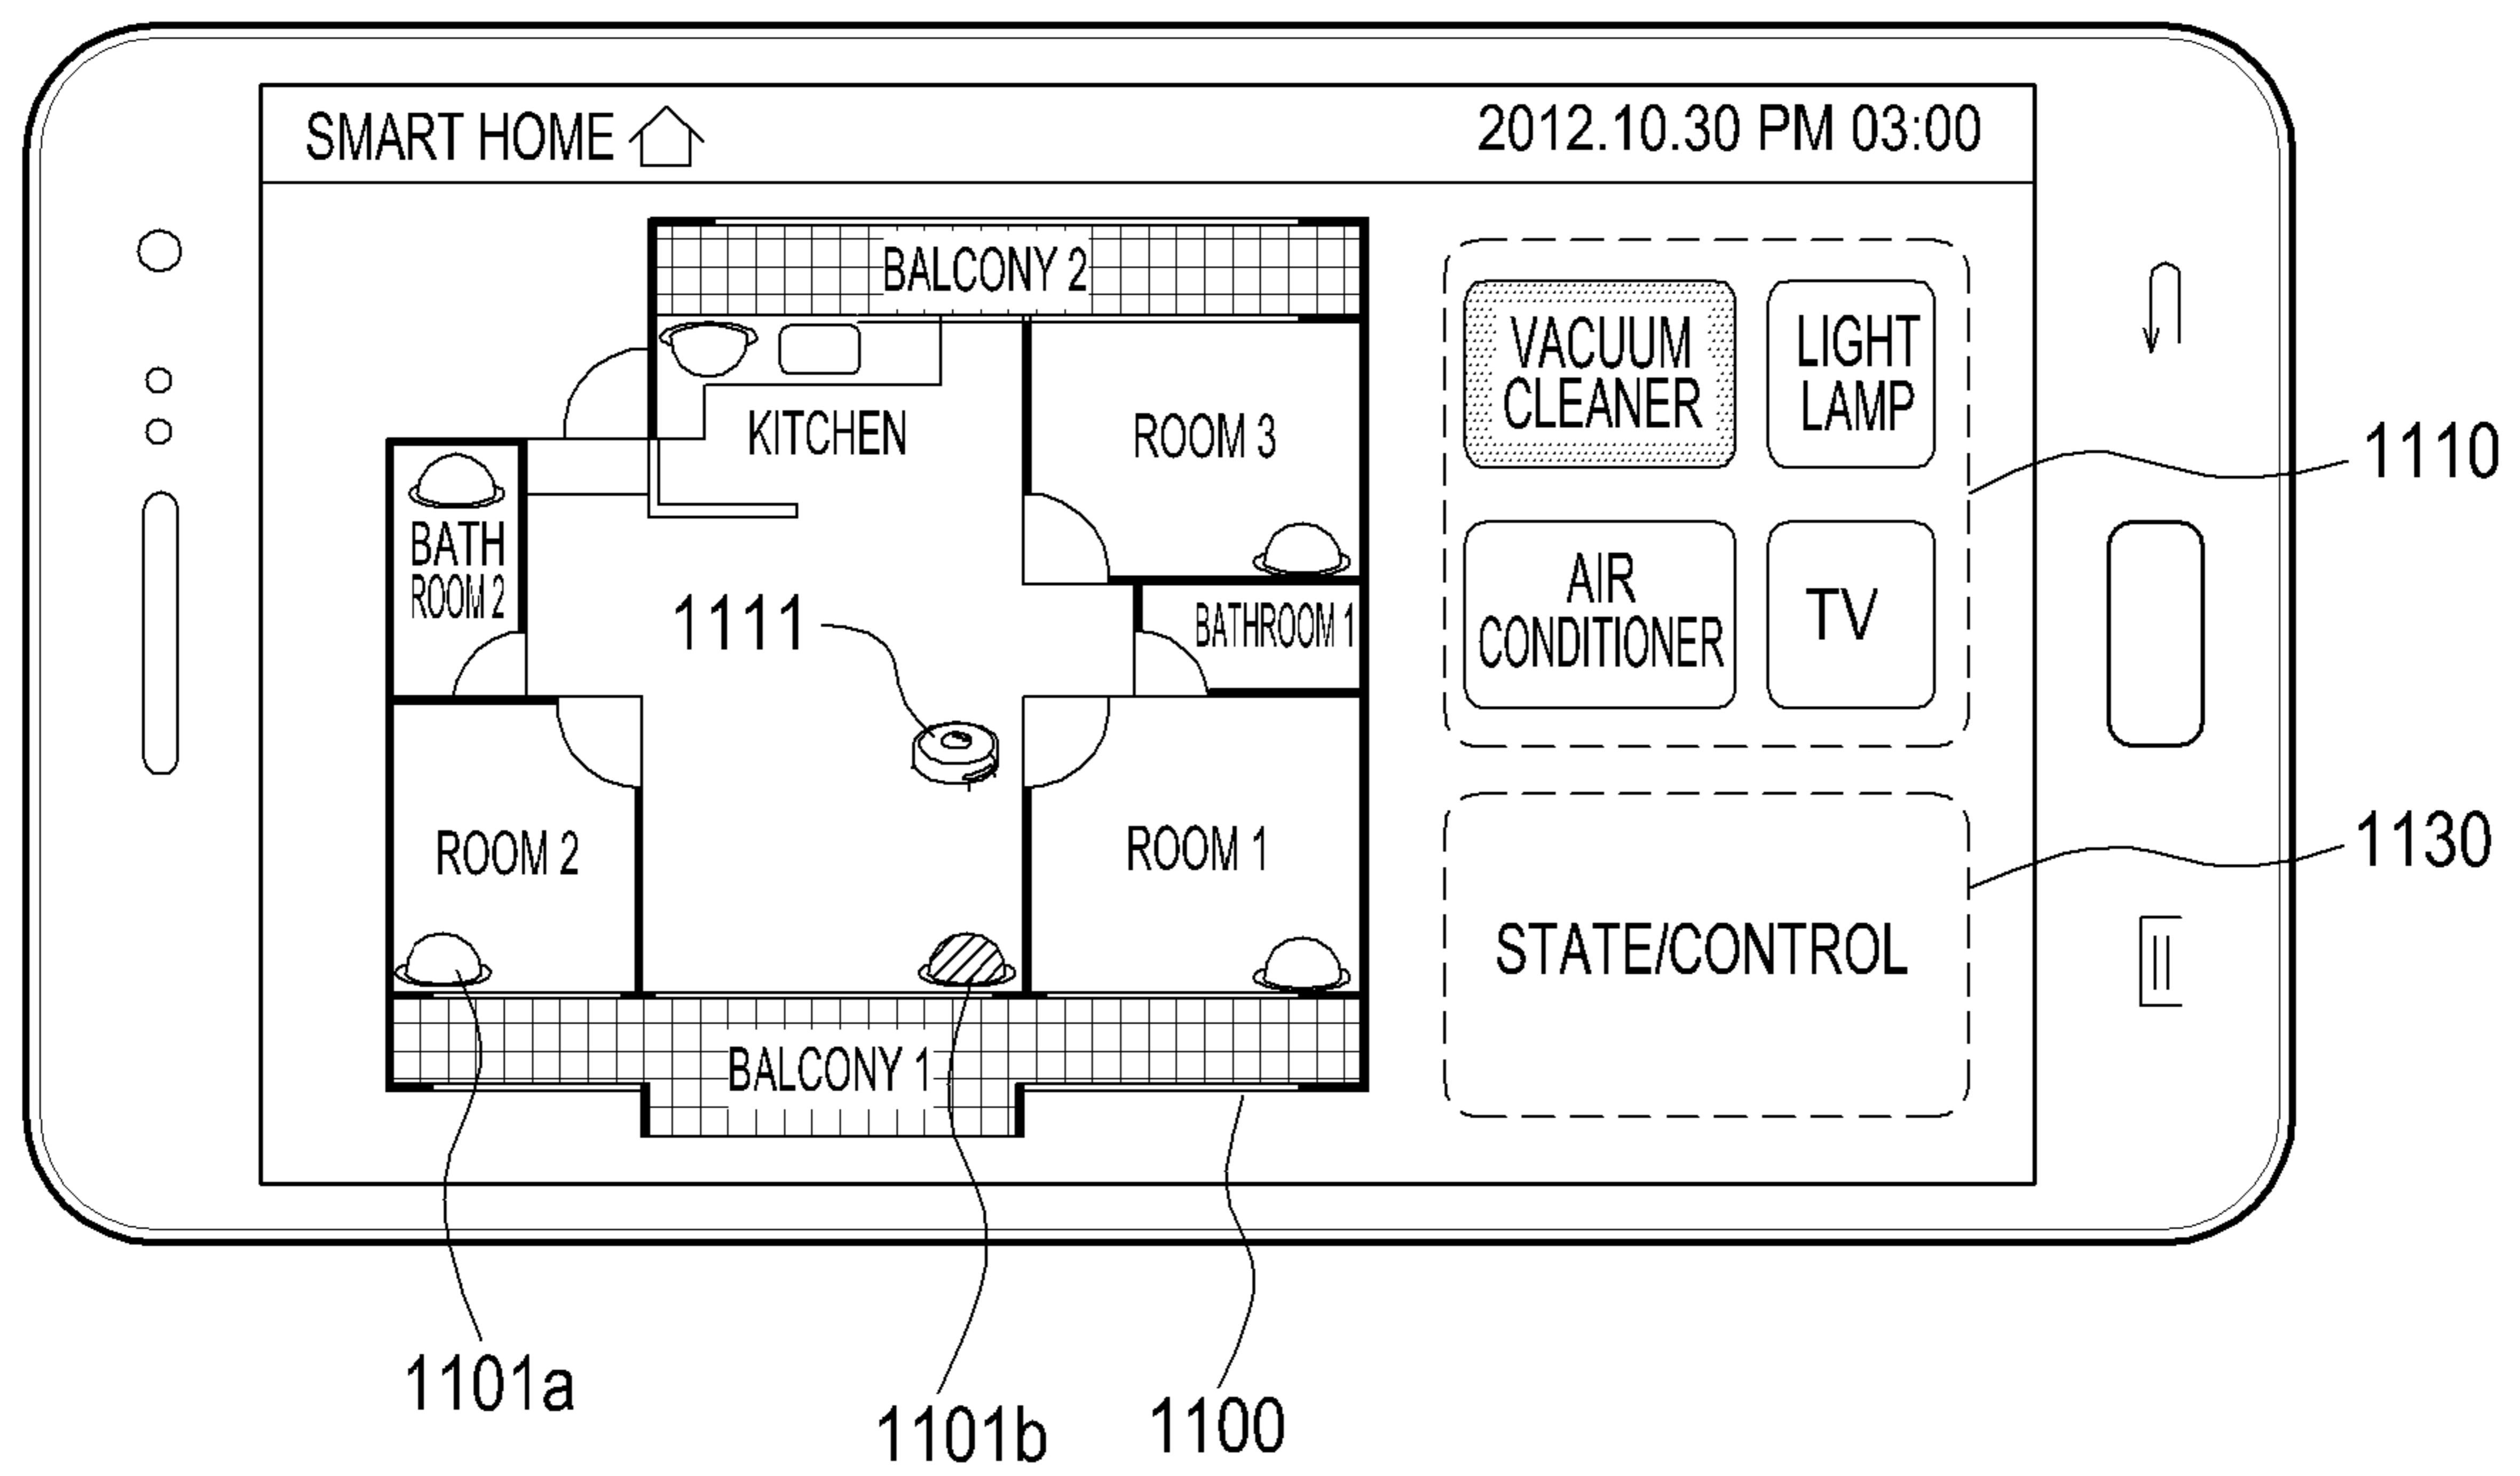 SMART HOME
2012.10.30 PM 03:00
BALCONY 2
VACUUM
CLEANER
LIGHT
LAMP
KITCHEN
ROOM 3
1110
BATH
ROOM 2
1111
BATHROOM 1
AIR
CONDITIONER
TV
ROOM 2
ROOM 1
1130
STATE/CONTROL
BALCONY 1
1101a
1101b
1100